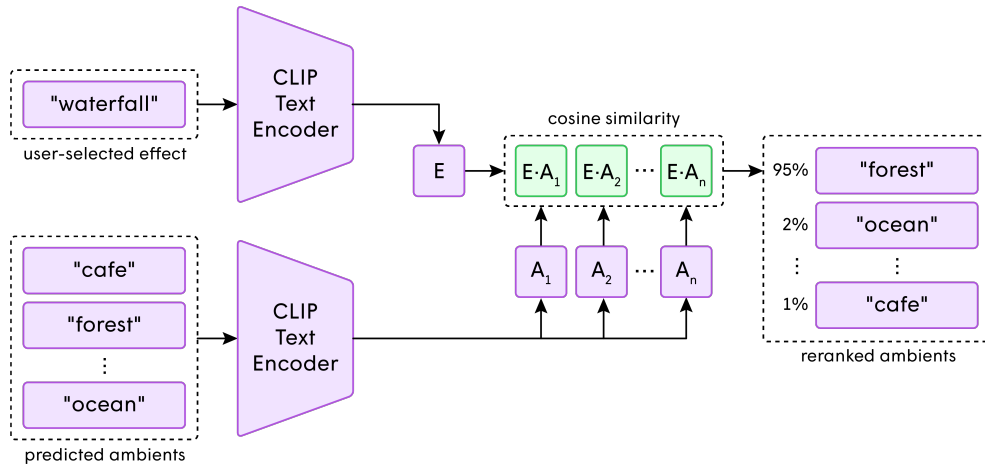 "waterfall"
user-selected effect
CLIP
Text
Encoder
E
cosine similarity
E·A1
E·A2
···
E·An
95%
"forest"
2%
"ocean"
⋮
⋮
1%
"cafe"
reranked ambients
"cafe"
"forest"
⋮
"ocean"
predicted ambients
CLIP
Text
Encoder
A1
A2
···
An